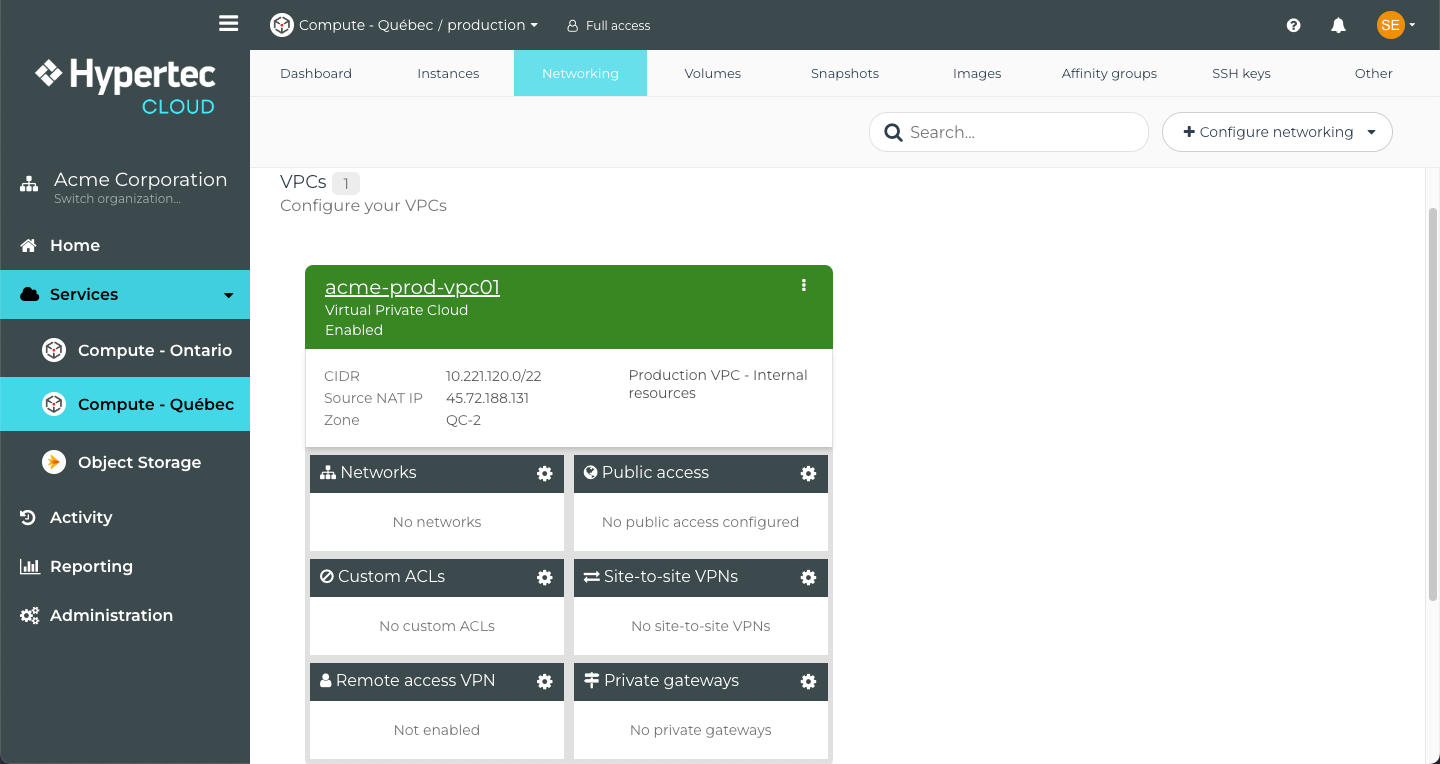 Compute - Québec / production
Full access
SE
Hypertec
CLOUD
Acme Corporation
Switch organization...
Home
Services
Compute - Ontario
Compute - Québec
Object Storage
Activity
Reporting
Administration
Dashboard
Instances
Networking
Volumes
Snapshots
Images
Affinity groups
SSH keys
Other
Search...
Configure networking
VPCs 1
Configure your VPCs
acme-prod-vpc01
Virtual Private Cloud
Enabled
CIDR 10.221.120.0/22
Source NAT IP 45.72.188.131
Zone QC-2
Production VPC - Internal
resources
Networks
No networks
Public access
No public access configured
Custom ACLs
No custom ACLs
Site-to-site VPNs
No site-to-site VPNs
Remote access VPN
Not enabled
Private gateways
No private gateways